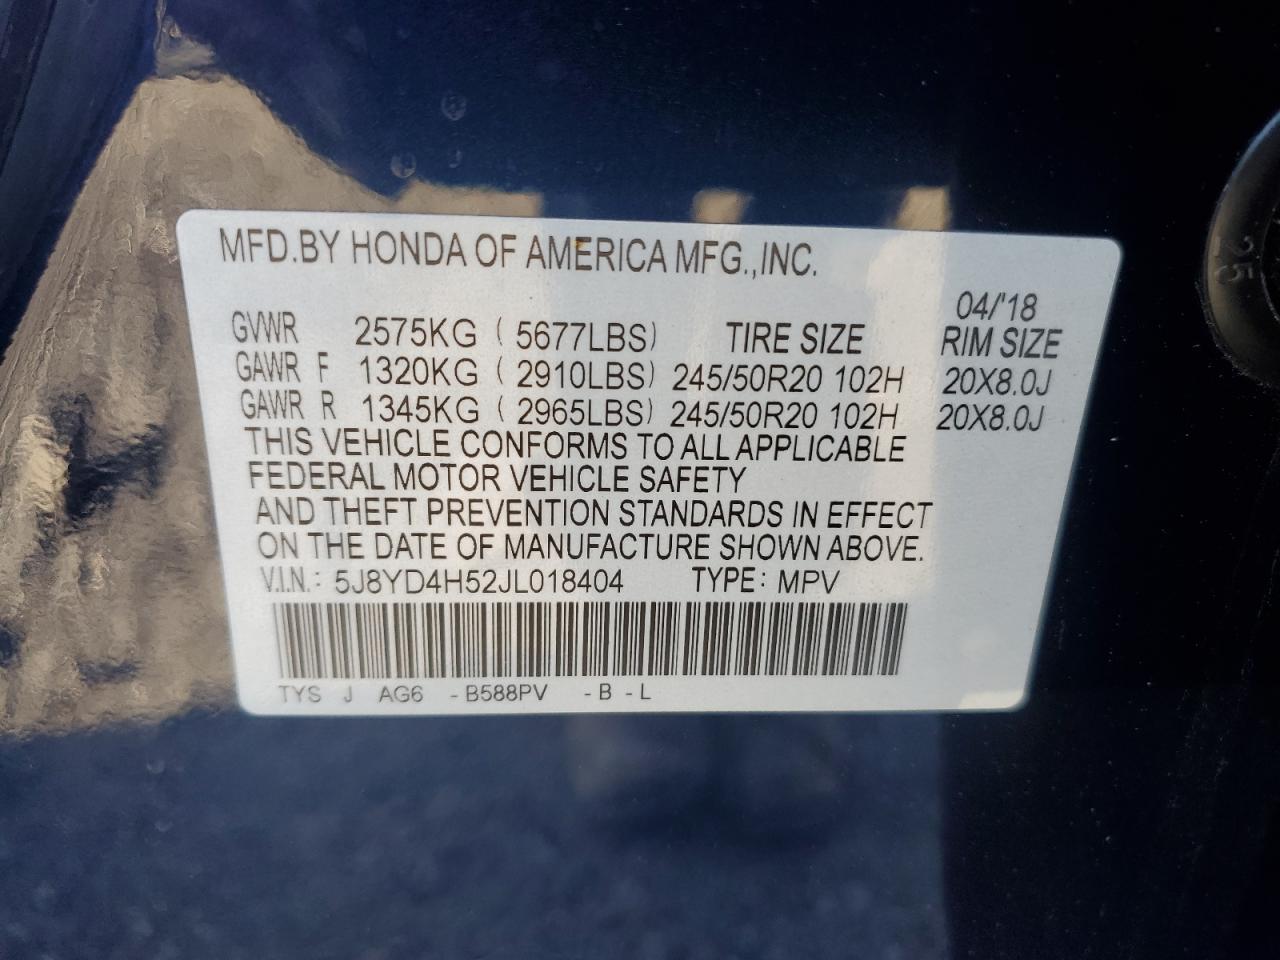 MFD.BY HONDA OF AMERICA MFG.,INC.
04/'18
GVWR 2575KG ( 5677LBS) TIRE SIZE RIM SIZE
GAWR F 1320KG ( 2910LBS) 245/50R20 102H 20X8.0J
GAWR R 1345KG ( 2965LBS) 245/50R20 102H 20X8.0J
THIS VEHICLE CONFORMS TO ALL APPLICABLE
FEDERAL MOTOR VEHICLE SAFETY
AND THEFT PREVENTION STANDARDS IN EFFECT
ON THE DATE OF MANUFACTURE SHOWN ABOVE.
V.I.N.: 5J8YD4H52JL018404 TYPE: MPV
TYS J AG6 -B588PV -B -L
25